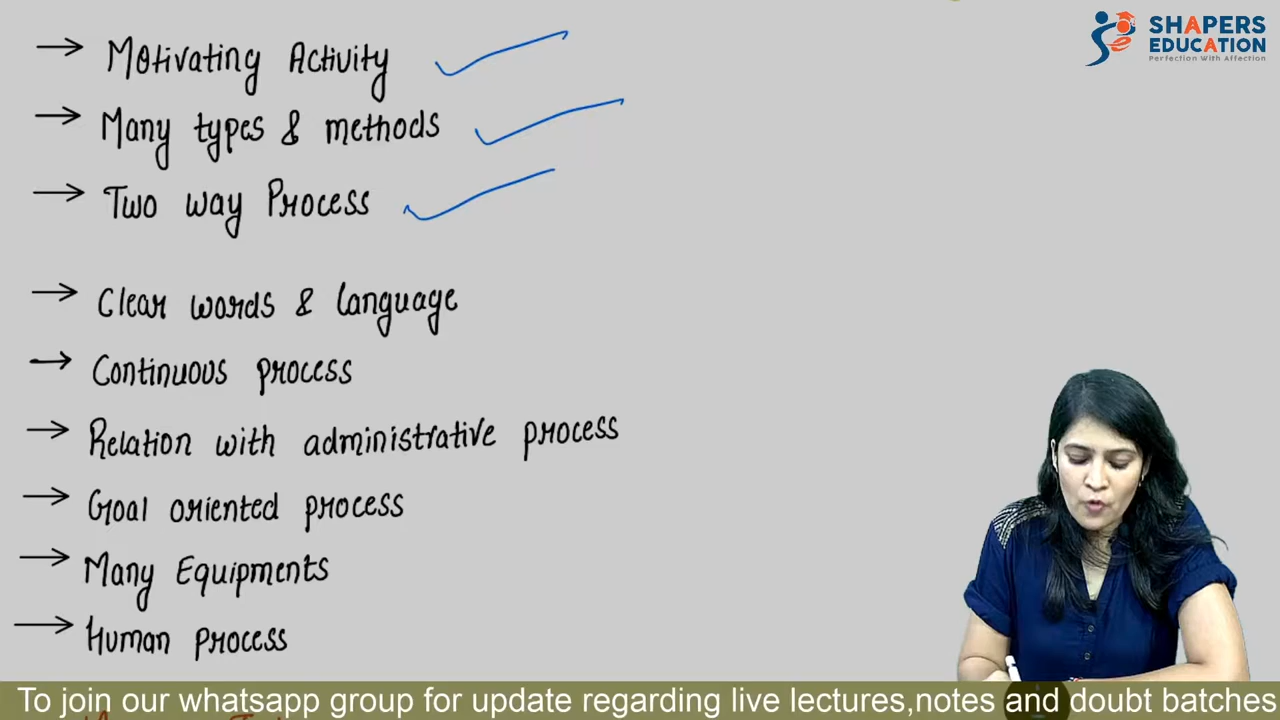 SHAPERS
EDUCATION
Perfection With Affection
→ Motivating Activity
→ Many types & methods
→ Two way Process
→ Clear words & language
→ Continuous process
→ Relation with administrative process
→ Goal oriented process
→ Many Equipments
→ Human process
To join our whatsapp group for update regarding live lectures,notes and doubt batches